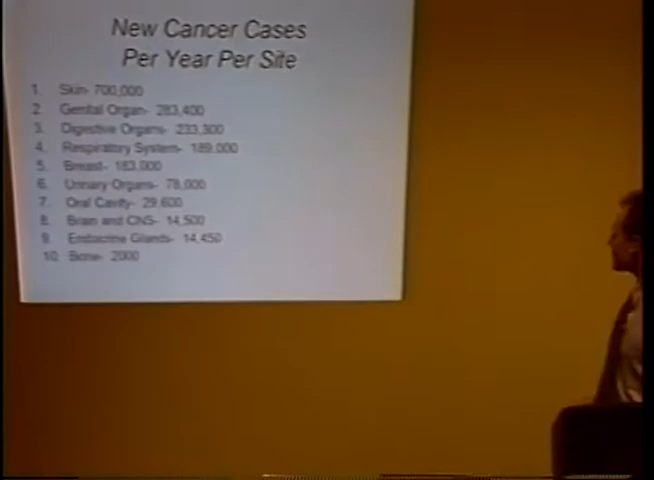 New Cancer Cases
Per Year Per Site
1. Skin- 700,000
2. Genital Organ- 283,400
3. Digestive Organs- 233,300
4. Respiratory System- 189,000
5. Breast- 183,000
6. Urinary Organs- 78,000
7. Oral Cavity- 29,600
8. Brain and CNS- 14,500
9. Endocrine Glands- 14,450
10. Bone- 2000